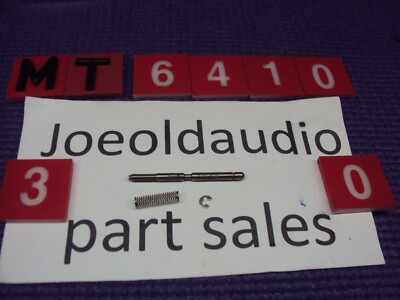 MT 6410
Joeoldaudio
3 0
part sales